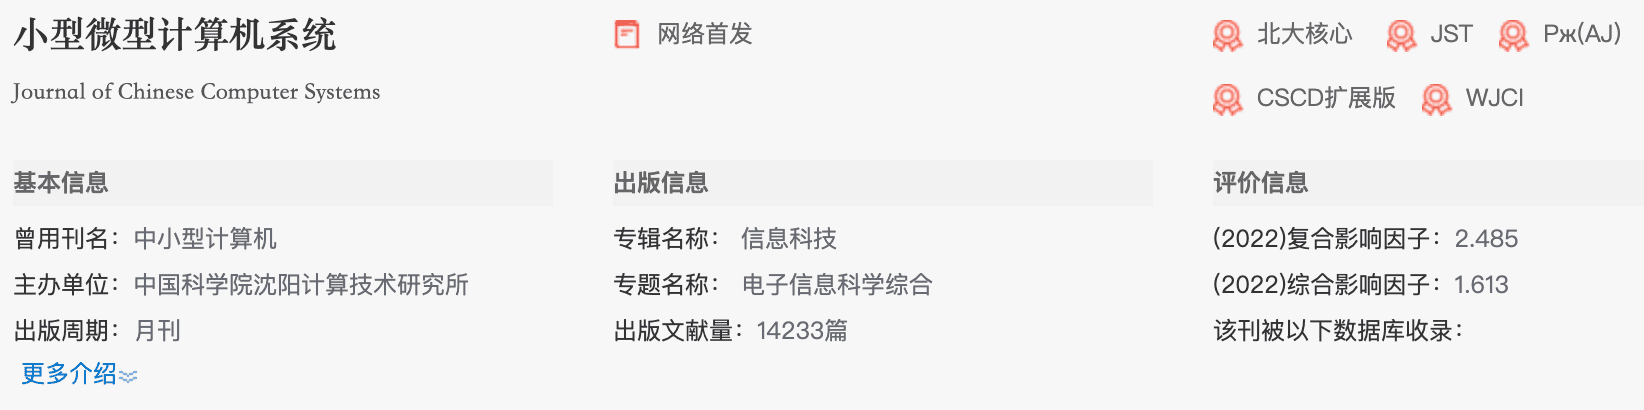 小型微型计算机系统
Journal of Chinese Computer Systems
网络首发
北大核心 JST Pж(AJ)
CSCD扩展版 WJCI
基本信息
曾用刊名：中小型计算机
主办单位：中国科学院沈阳计算技术研究所
出版周期：月刊
更多介绍
出版信息
专辑名称：信息科技
专题名称：电子信息科学综合
出版文献量：14233篇
评价信息
(2022)复合影响因子：2.485
(2022)综合影响因子：1.613
该刊被以下数据库收录：